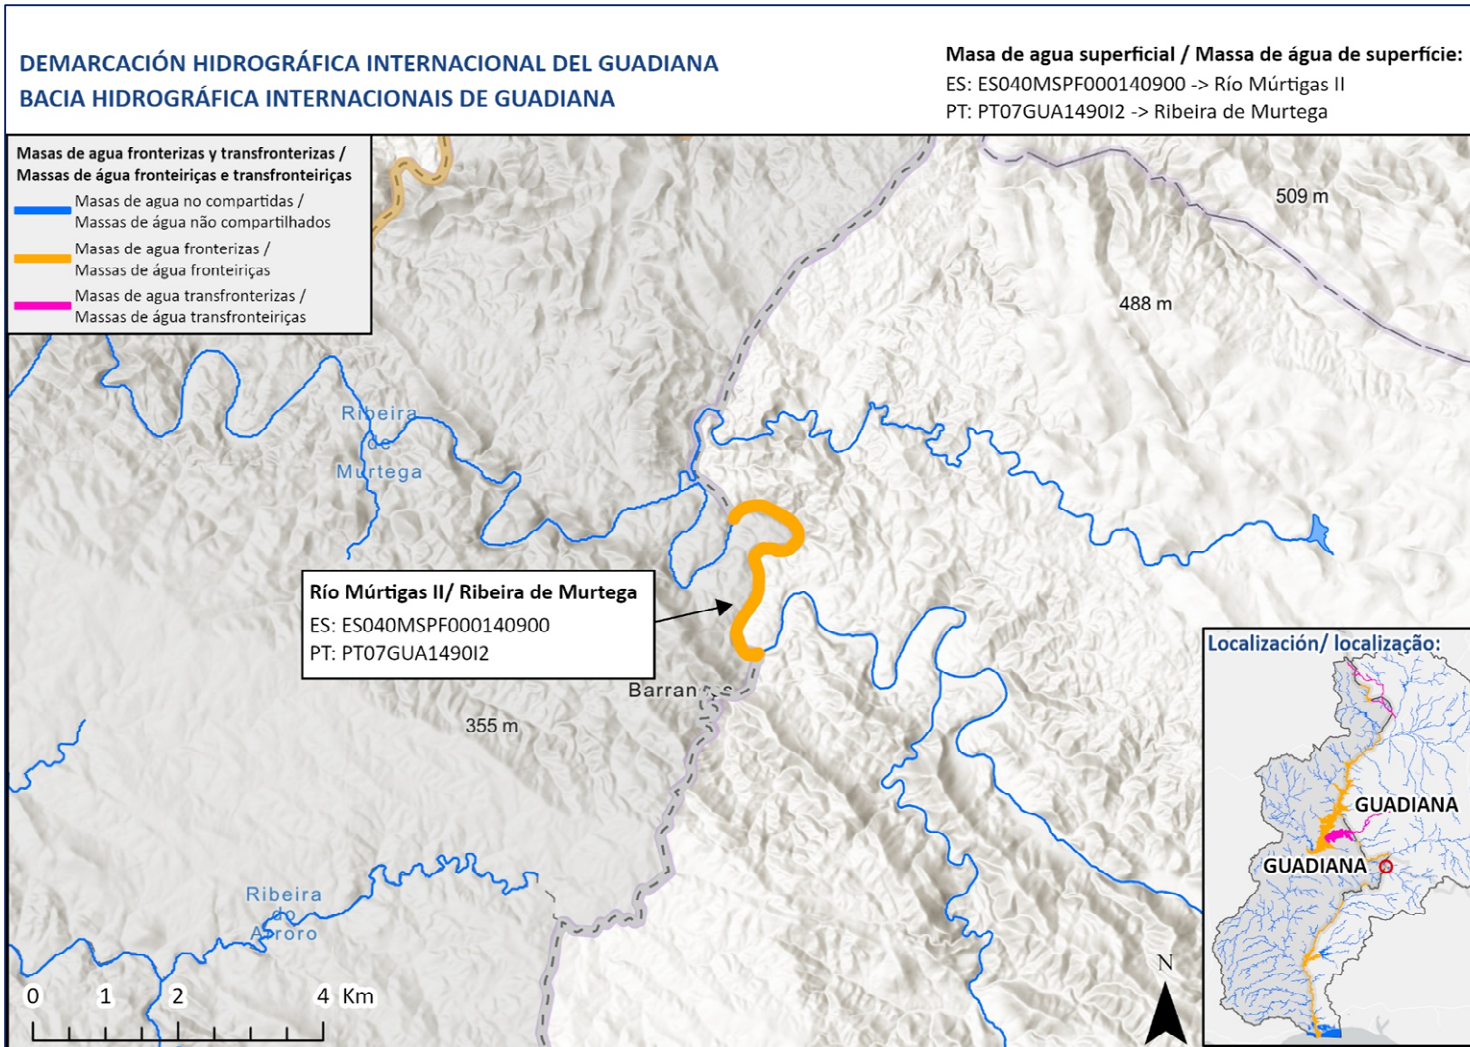 DEMARCACIÓN HIDROGRÁFICA INTERNACIONAL DEL GUADIANA
BACIA HIDROGRÁFICA INTERNACIONAIS DE GUADIANA
Masa de agua superficial / Massa de água de superfície:
ES: ES040MSPF000140900 -> Río Múrtigas II
PT: PT07GUA1490I2 -> Ribeira de Murtega
Masas de agua fronterizas y transfronterizas /
Massas de água fronteiriças e transfronteiriças
Masas de agua no compartidas /
Massas de água não compartilhados
Masas de agua fronterizas /
Massas de água fronteiriças
Masas de agua transfronterizas /
Massas de água transfronteiriças
509 m
488 m
Ribeira
de
Murtega
Río Múrtigas II/ Ribeira de Murtega
ES: ES040MSPF000140900
PT: PT07GUA1490I2
355 m
Localización/ localização:
GUADIANA
GUADIANA
Ribeira
do
Arroro
N
0 1 2 4 Km